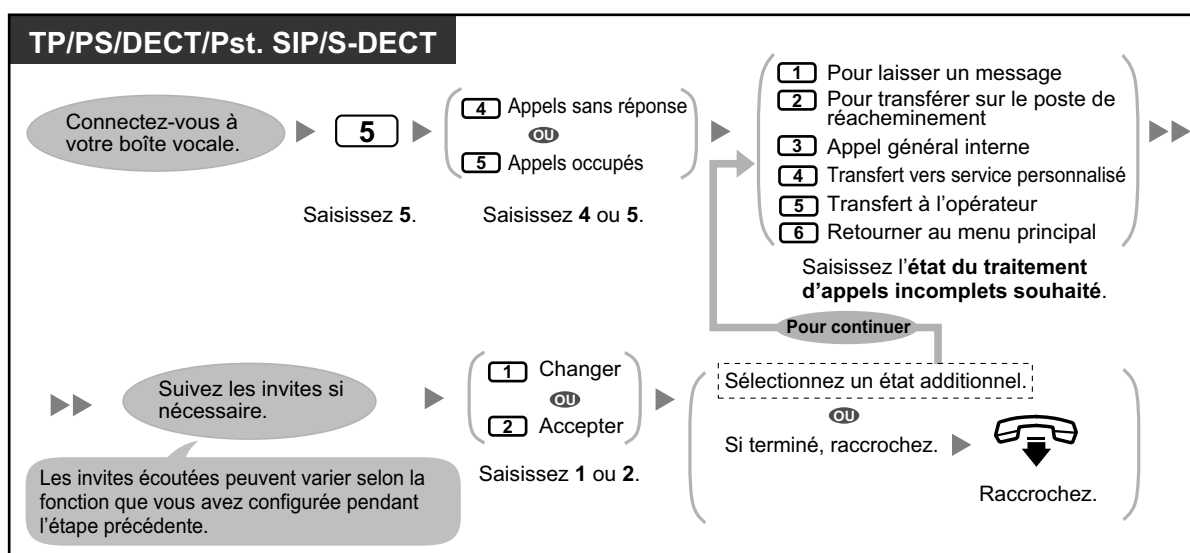 TP/PS/DECT/Pst. SIP/S-DECT
Connectez-vous à
votre boîte vocale.
5
Saisissez 5.
4 Appels sans réponse
OU
5 Appels occupés
Saisissez 4 ou 5.
1 Pour laisser un message
2 Pour transférer sur le poste de
réacheminement
3 Appel général interne
4 Transfert vers service personnalisé
5 Transfert à l'opérateur
6 Retourner au menu principal
Saisissez l'état du traitement
d'appels incomplets souhaité.
Pour continuer
Suivez les invites si
nécessaire.
Les invites écoutées peuvent varier selon la
fonction que vous avez configurée pendant
l'étape précédente.
1 Changer
OU
2 Accepter
Saisissez 1 ou 2.
Sélectionnez un état additionnel.
OU
Si terminé, raccrochez.
Raccrochez.